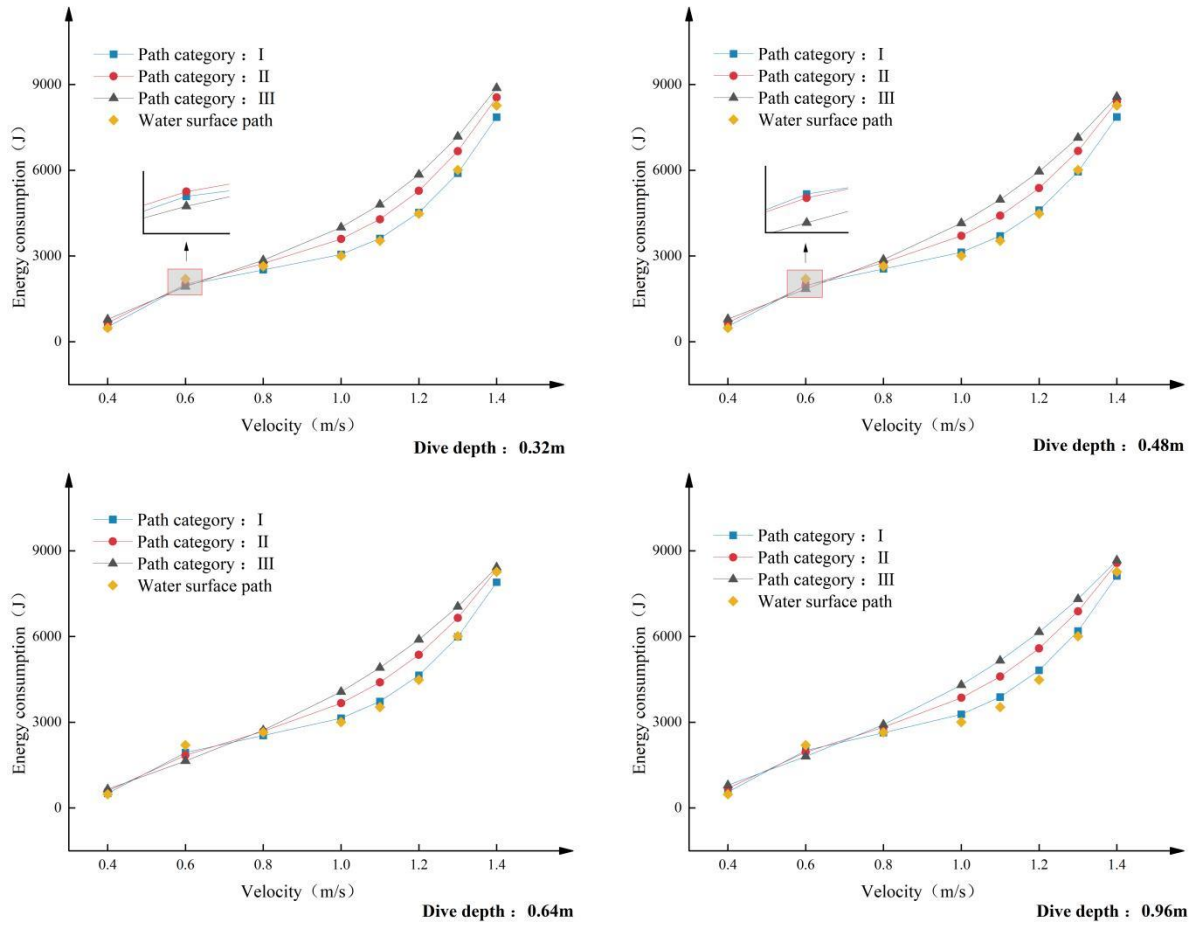 Path category： I
Path category： II
Path category： III
Water surface path
9000
6000
3000
0
Energy consumption（J）
0.4 0.6 0.8 1.0 1.2 1.4
Velocity（m/s）
Dive depth： 0.32m
Path category： I
Path category： II
Path category： III
Water surface path
9000
6000
3000
0
Energy consumption（J）
0.4 0.6 0.8 1.0 1.2 1.4
Velocity（m/s）
Dive depth： 0.48m
Path category： I
Path category： II
Path category： III
Water surface path
9000
6000
3000
0
Energy consumption（J）
0.4 0.6 0.8 1.0 1.2 1.4
Velocity（m/s）
Dive depth： 0.64m
Path category： I
Path category： II
Path category： III
Water surface path
9000
6000
3000
0
Energy consumption（J）
0.4 0.6 0.8 1.0 1.2 1.4
Velocity（m/s）
Dive depth： 0.96m